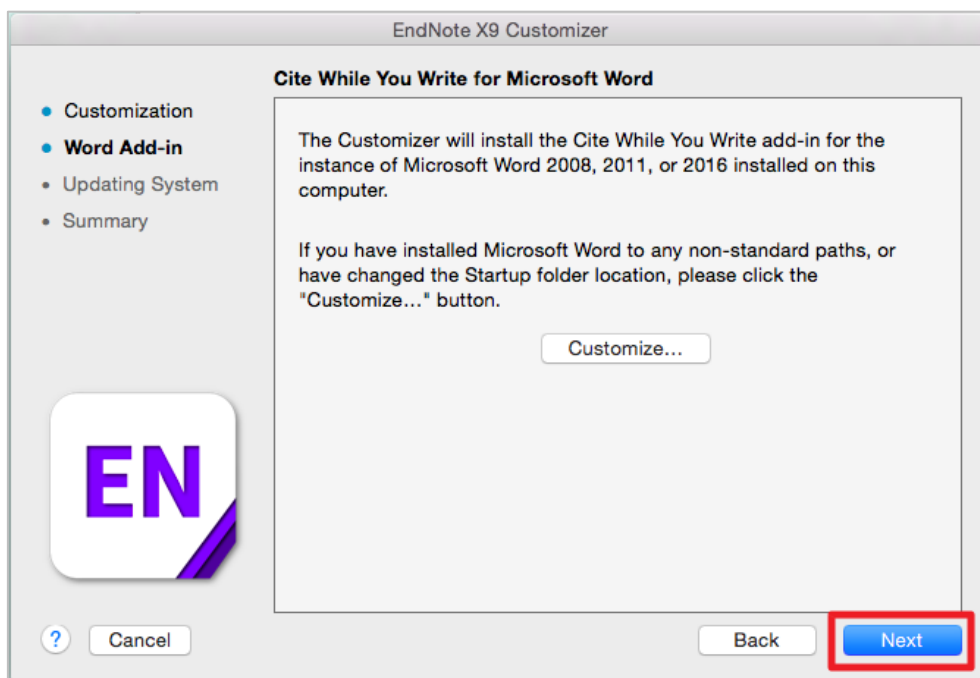 EndNote X9 Customizer
Cite While You Write for Microsoft Word
• Customization
• Word Add-in
• Updating System
• Summary
The Customizer will install the Cite While You Write add-in for the
instance of Microsoft Word 2008, 2011, or 2016 installed on this
computer.
If you have installed Microsoft Word to any non-standard paths, or
have changed the Startup folder location, please click the
"Customize..." button.
Customize...
EN
?
Cancel
Back
Next